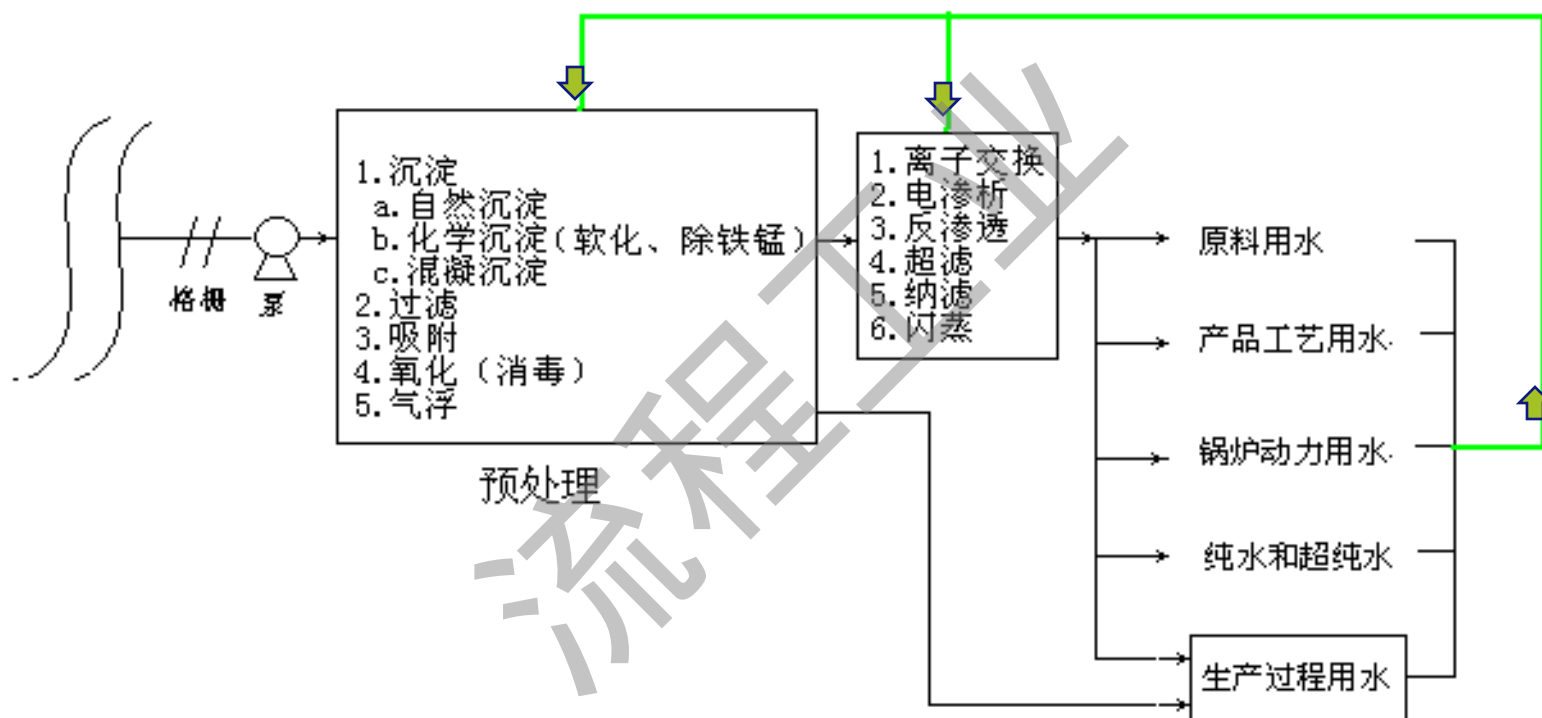 1.沉淀
a.自然沉淀
b.化学沉淀(软化、除铁锰)
c.混凝沉淀
2.过滤
3.吸附
4.氧化（消毒）
5.气浮
预处理
格栅
泵
1.离子交换
2.电渗析
3.反渗透
4.超滤
5.纳滤
6.闪蒸
原料用水
产品工艺用水
锅炉动力用水
纯水和超纯水
生产过程用水
流程工业